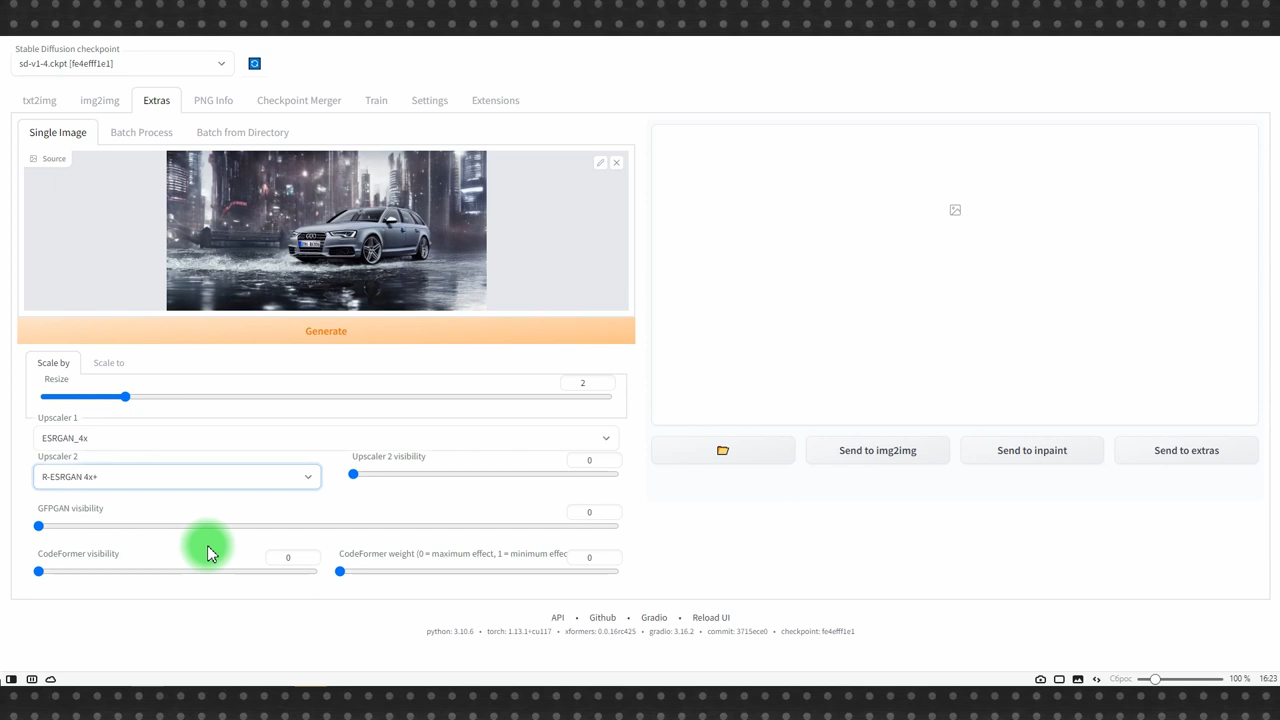 Stable Diffusion checkpoint
sd-v1-4.ckpt [fe4efff1e1]
txt2img img2img Extras PNG Info Checkpoint Merger Train Settings Extensions
Single Image Batch Process Batch from Directory
Source
Generate
Scale by Scale to
Resize 2
Upscaler 1
ESRGAN_4x
Upscaler 2 Upscaler 2 visibility 0
R-ESRGAN 4x+
Send to img2img Send to inpaint Send to extras
GFPGAN visibility 0
CodeFormer visibility 0 CodeFormer weight (0 = maximum effect, 1 = minimum effec 0
API • Github • Gradio • Reload UI
python: 3.10.6 • torch: 1.13.1+cu117 • xformers: 0.0.16rc425 • gradio: 3.16.2 • commit: 3715ece0 • checkpoint: fe4efff1e1
Сброс 100 % 16:23